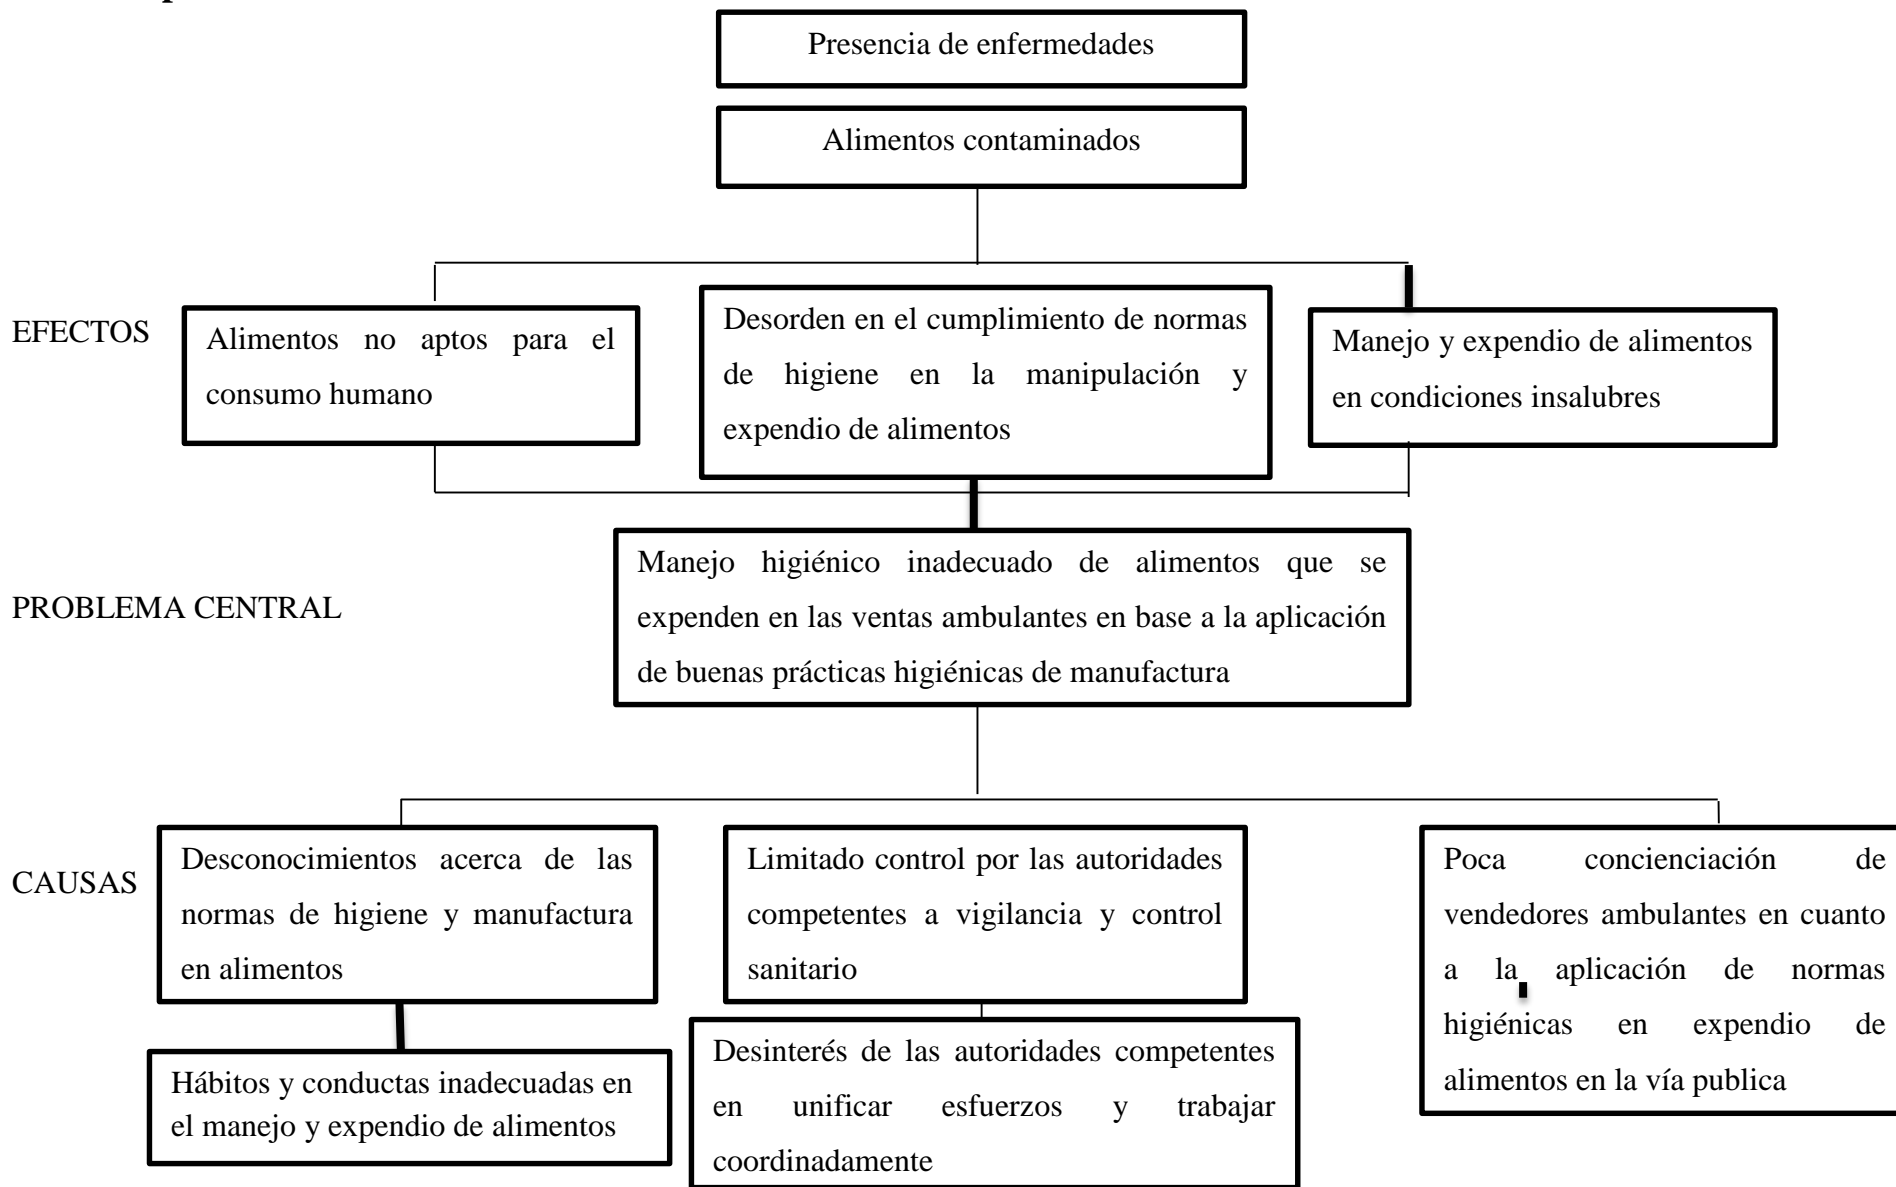 Presencia de enfermedades
Alimentos contaminados
EFECTOS
Alimentos no aptos para el
consumo humano
Desorden en el cumplimiento de normas
de higiene en la manipulación y
expendio de alimentos
Manejo y expendio de alimentos
en condiciones insalubres
PROBLEMA CENTRAL
Manejo higiénico inadecuado de alimentos que se
expenden en las ventas ambulantes en base a la aplicación
de buenas prácticas higiénicas de manufactura
CAUSAS
Desconocimientos acerca de las
normas de higiene y manufactura
en alimentos
Limitado control por las autoridades
competentes a vigilancia y control
sanitario
Poca concienciación de
vendedores ambulantes en cuanto
a la aplicación de normas
higiénicas en expendio de
alimentos en la vía publica
Hábitos y conductas inadecuadas en
el manejo y expendio de alimentos
Desinterés de las autoridades competentes
en unificar esfuerzos y trabajar
coordinadamente